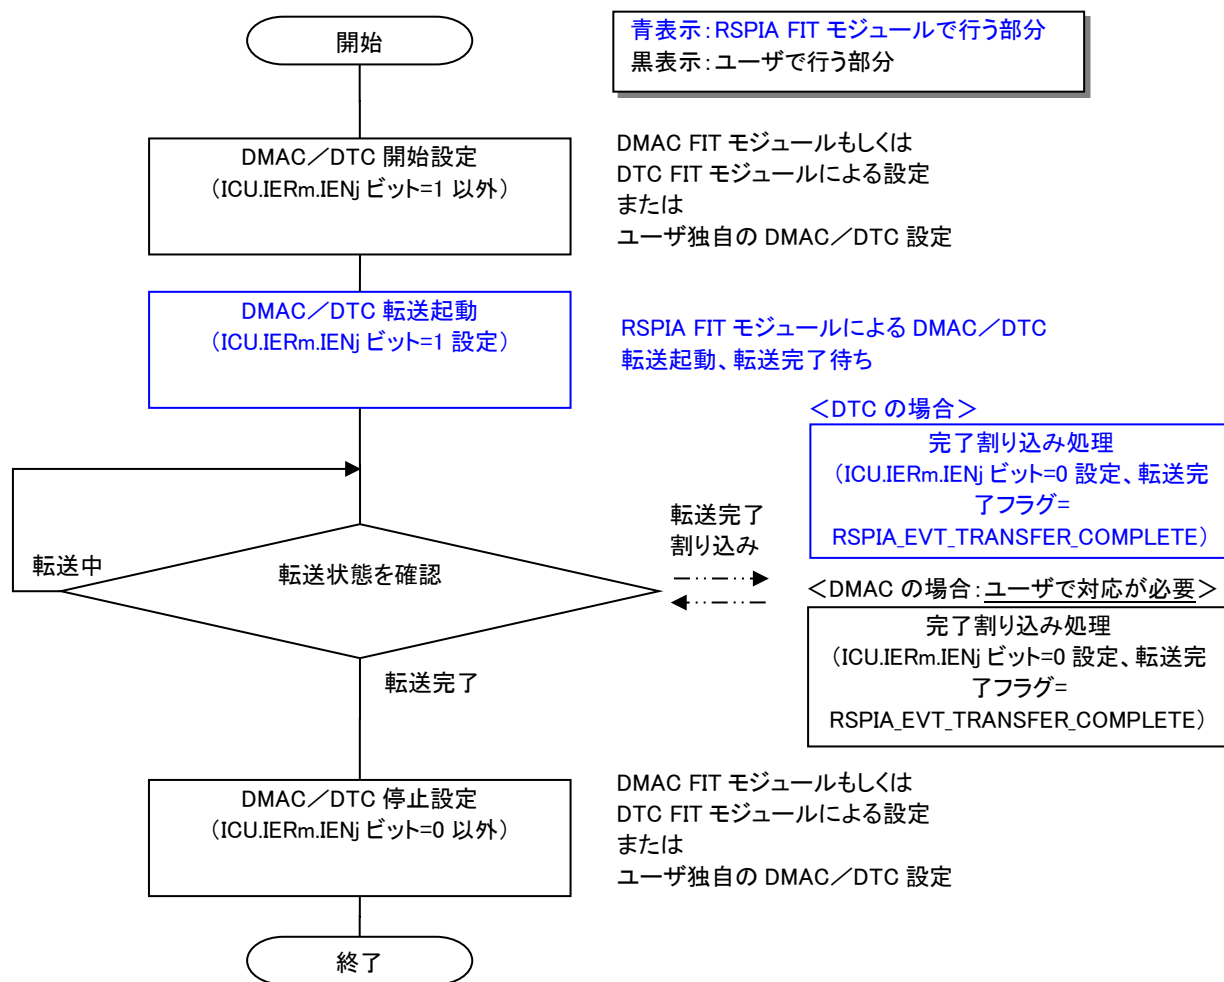 開始
青表示：RSPIA FIT モジュールで行う部分
黒表示：ユーザで行う部分
DMAC／DTC 開始設定
（ICU.IERm.IENj ビット=1 以外）
DMAC FIT モジュールもしくは
DTC FIT モジュールによる設定
または
ユーザ独自の DMAC／DTC 設定
DMAC／DTC 転送起動
（ICU.IERm.IENj ビット=1 設定）
RSPIA FIT モジュールによる DMAC／DTC
転送起動、転送完了待ち
＜DTC の場合＞
完了割り込み処理
（ICU.IERm.IENj ビット=0 設定、転送完
了フラグ=
RSPIA_EVT_TRANSFER_COMPLETE）
転送完了
割り込み
転送中
転送状態を確認
＜DMAC の場合：ユーザで対応が必要＞
完了割り込み処理
（ICU.IERm.IENj ビット=0 設定、転送完
了フラグ=
RSPIA_EVT_TRANSFER_COMPLETE）
転送完了
DMAC／DTC 停止設定
（ICU.IERm.IENj ビット=0 以外）
DMAC FIT モジュールもしくは
DTC FIT モジュールによる設定
または
ユーザ独自の DMAC／DTC 設定
終了